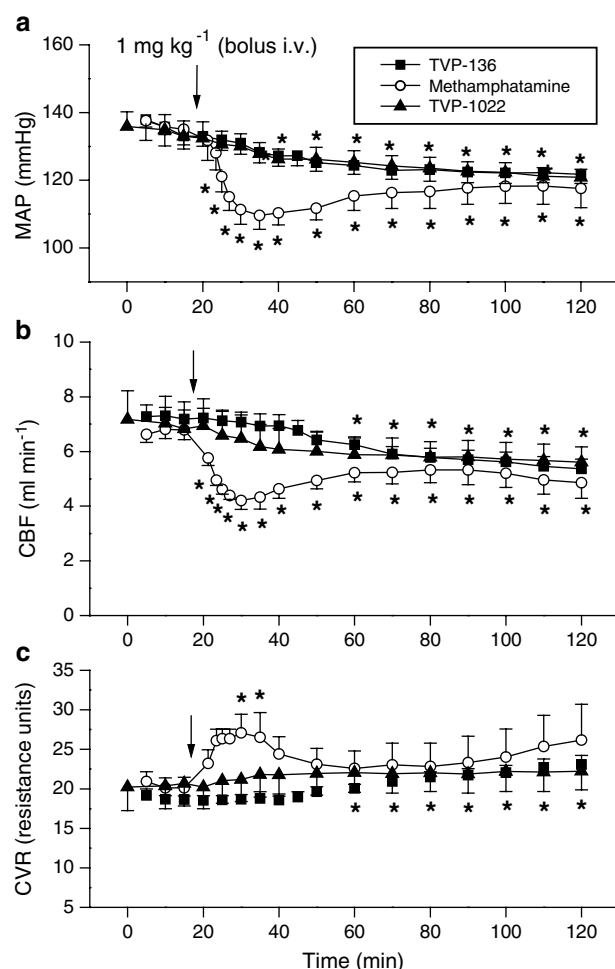 a
1 mg kg⁻¹ (bolus i.v.)
TVP-136
Methamphatamine
TVP-1022
MAP (mmHg)
160
140
120
100
0 20 40 60 80 100 120
* * * * * * * * *
* * * * * * * * * * * * * *
b
CBF (ml min⁻¹)
10
8
6
4
2
0
0 20 40 60 80 100 120
* * * * * * *
* * * * * * * * * * * * * *
c
CVR (resistance units)
35
30
25
20
15
10
5
* *
* * * * * * *
0 20 40 60 80 100 120
Time (min)